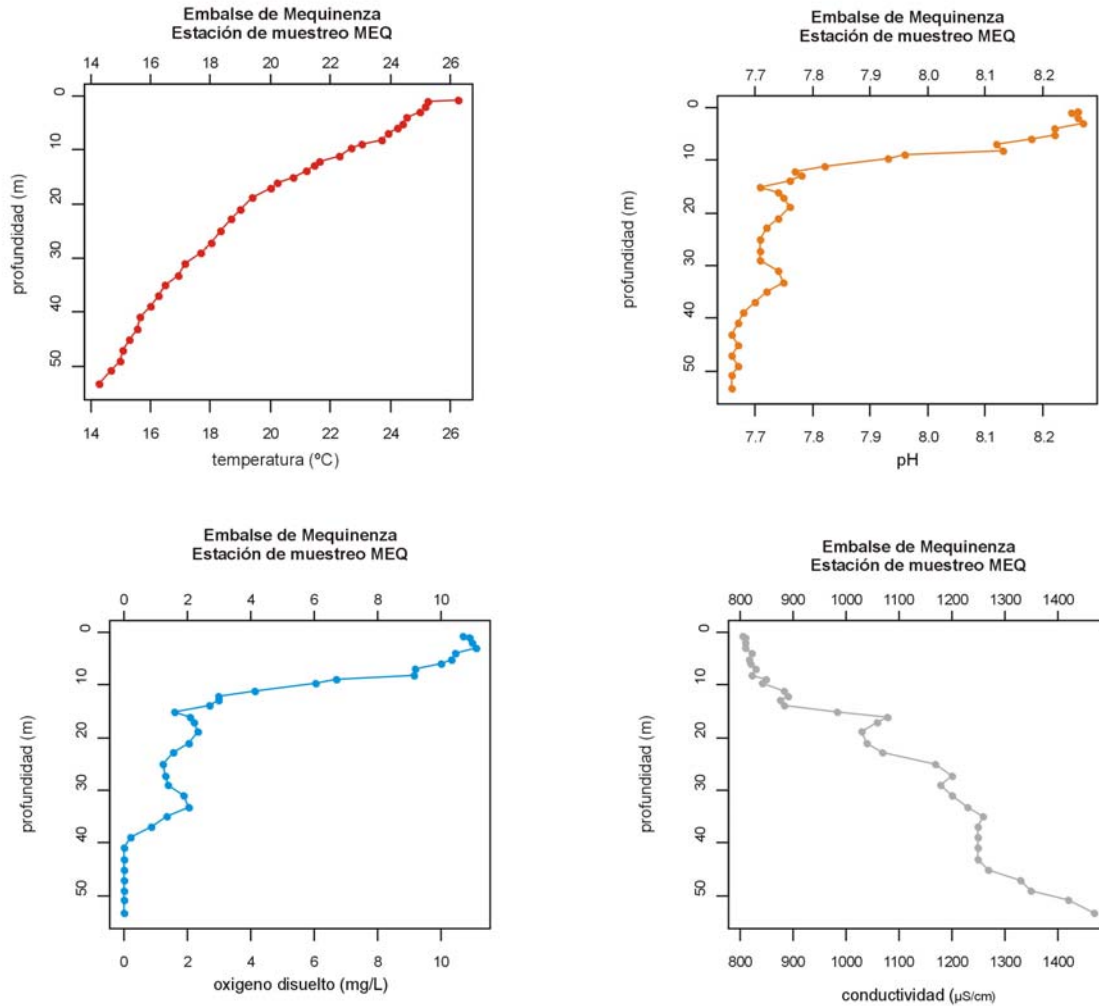 Embalse de Mequinenza
Estación de muestreo MEQ
14 16 18 20 22 24 26
0
10
20
30
40
50
profundidad (m)
14 16 18 20 22 24 26
temperatura (ºC)
Embalse de Mequinenza
Estación de muestreo MEQ
7.7 7.8 7.9 8.0 8.1 8.2
0
10
20
30
40
50
profundidad (m)
7.7 7.8 7.9 8.0 8.1 8.2
pH
Embalse de Mequinenza
Estación de muestreo MEQ
0 2 4 6 8 10
0
10
20
30
40
50
profundidad (m)
0 2 4 6 8 10
oxigeno disuelto (mg/L)
Embalse de Mequinenza
Estación de muestreo MEQ
800 900 1000 1100 1200 1300 1400
0
10
20
30
40
50
profundidad (m)
800 900 1000 1100 1200 1300 1400
conductividad (µS/cm)